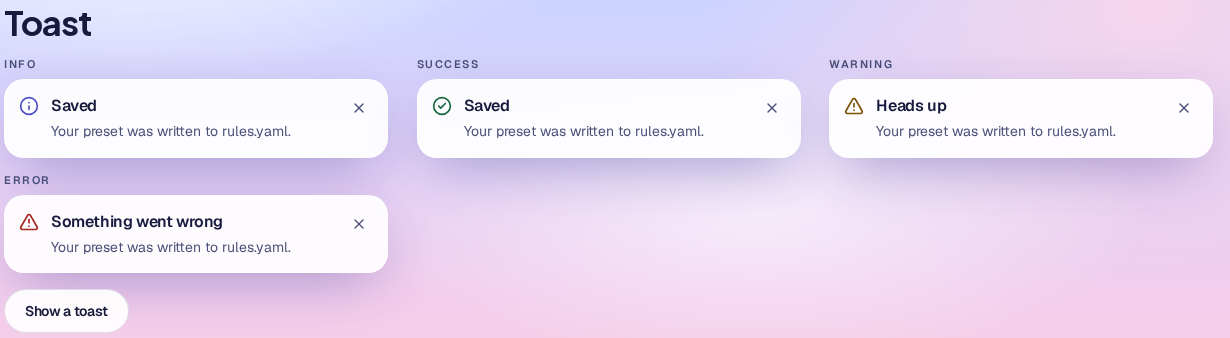 Toast
INFO
Saved
Your preset was written to rules.yaml.
SUCCESS
Saved
Your preset was written to rules.yaml.
WARNING
Heads up
Your preset was written to rules.yaml.
ERROR
Something went wrong
Your preset was written to rules.yaml.
Show a toast